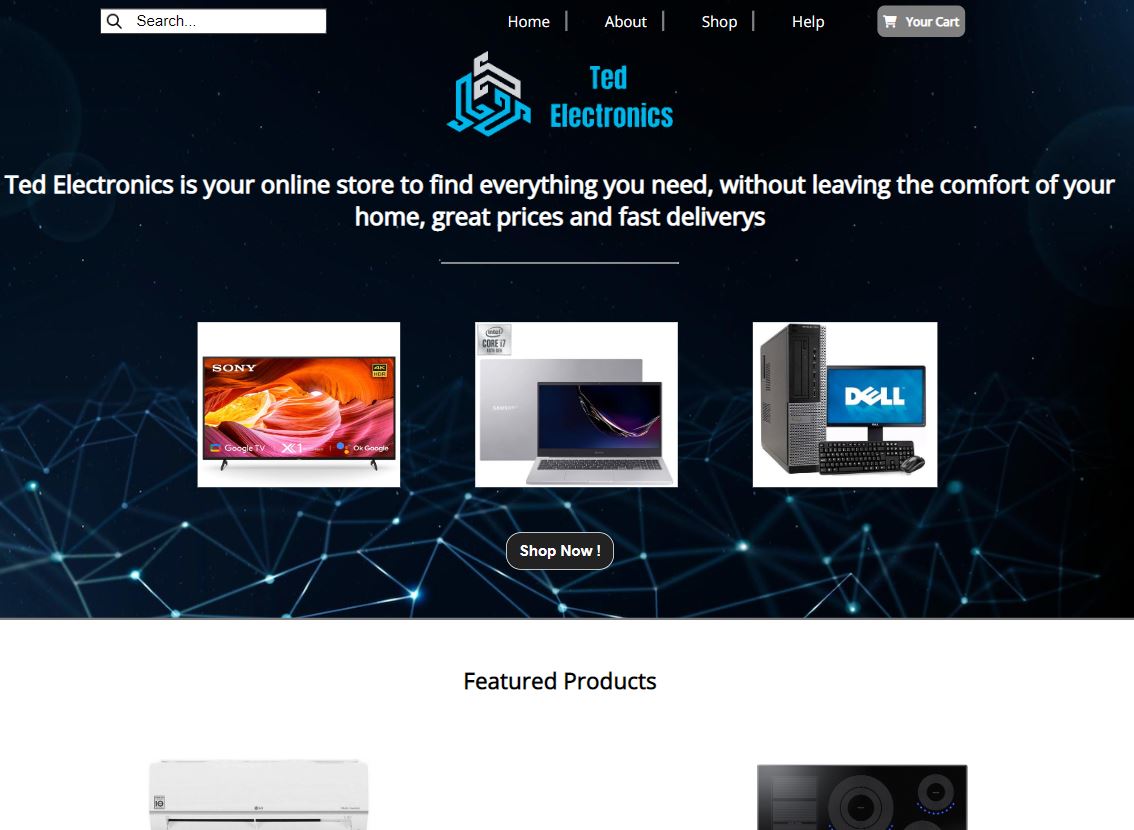 Search...
Home
About
Shop
Help
Your Cart
Ted
Electronics
Ted Electronics is your online store to find everything you need, without leaving the comfort of your
home, great prices and fast deliverys
SONY
4K
HDR
Google TV
X1
Ok Google
intel
CORE i7
SAMSUNG
DELL
Shop Now !
Featured Products
LG